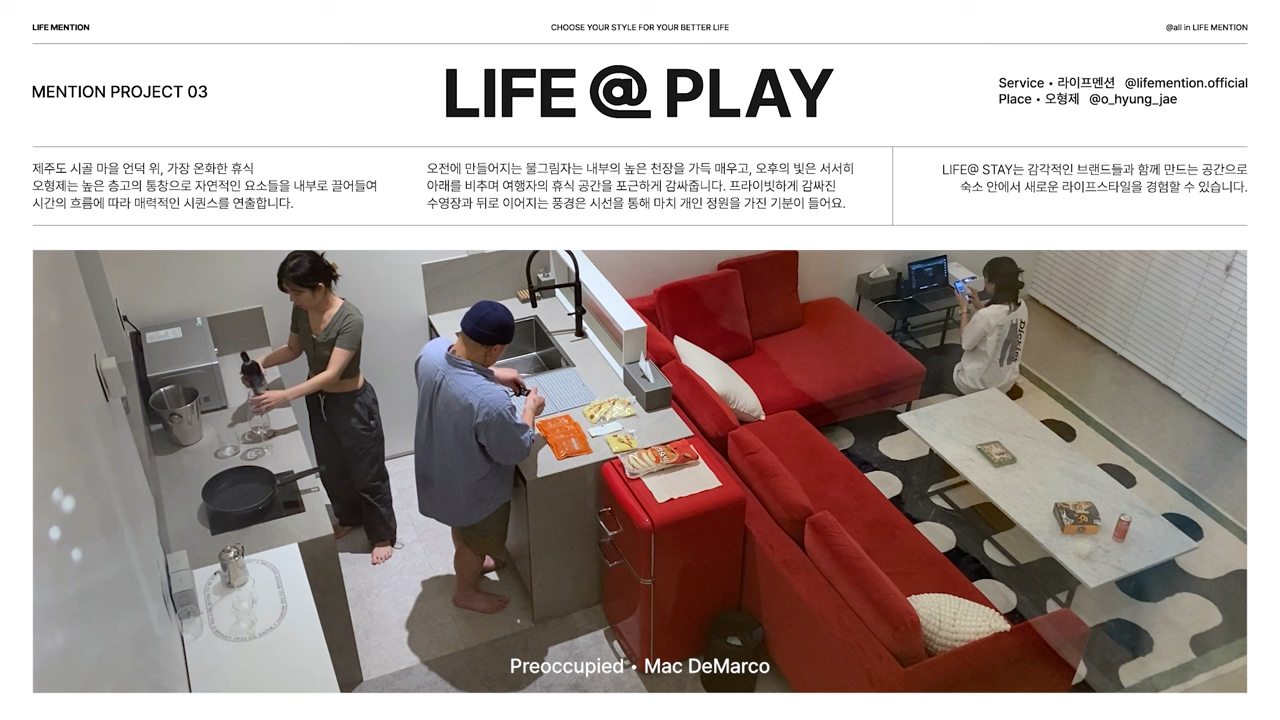 LIFE MENTION
CHOOSE YOUR STYLE FOR YOUR BETTER LIFE
@all in LIFE MENTION
MENTION PROJECT 03
LIFE @ PLAY
Service • 라이프멘션 @lifemention.official
Place • 오형제 @o_hyung_jae
제주도 시골 마을 언덕 위, 가장 온화한 휴식
오형제는 높은 층고의 통창으로 자연적인 요소들을 내부로 끌어들여
시간의 흐름에 따라 매력적인 시퀀스를 연출합니다.
오전에 만들어지는 물그림자는 내부의 높은 천장을 가득 매우고, 오후의 빛은 서서히
아래를 비추며 여행자의 휴식 공간을 포근하게 감싸줍니다. 프라이빗하게 감싸진
수영장과 뒤로 이어지는 풍경은 시선을 통해 마치 개인 정원을 가진 기분이 들어요.
LIFE@ STAY는 감각적인 브랜드들과 함께 만드는 공간으로
숙소 안에서 새로운 라이프스타일을 경험할 수 있습니다.
Preoccupied • Mac DeMarco